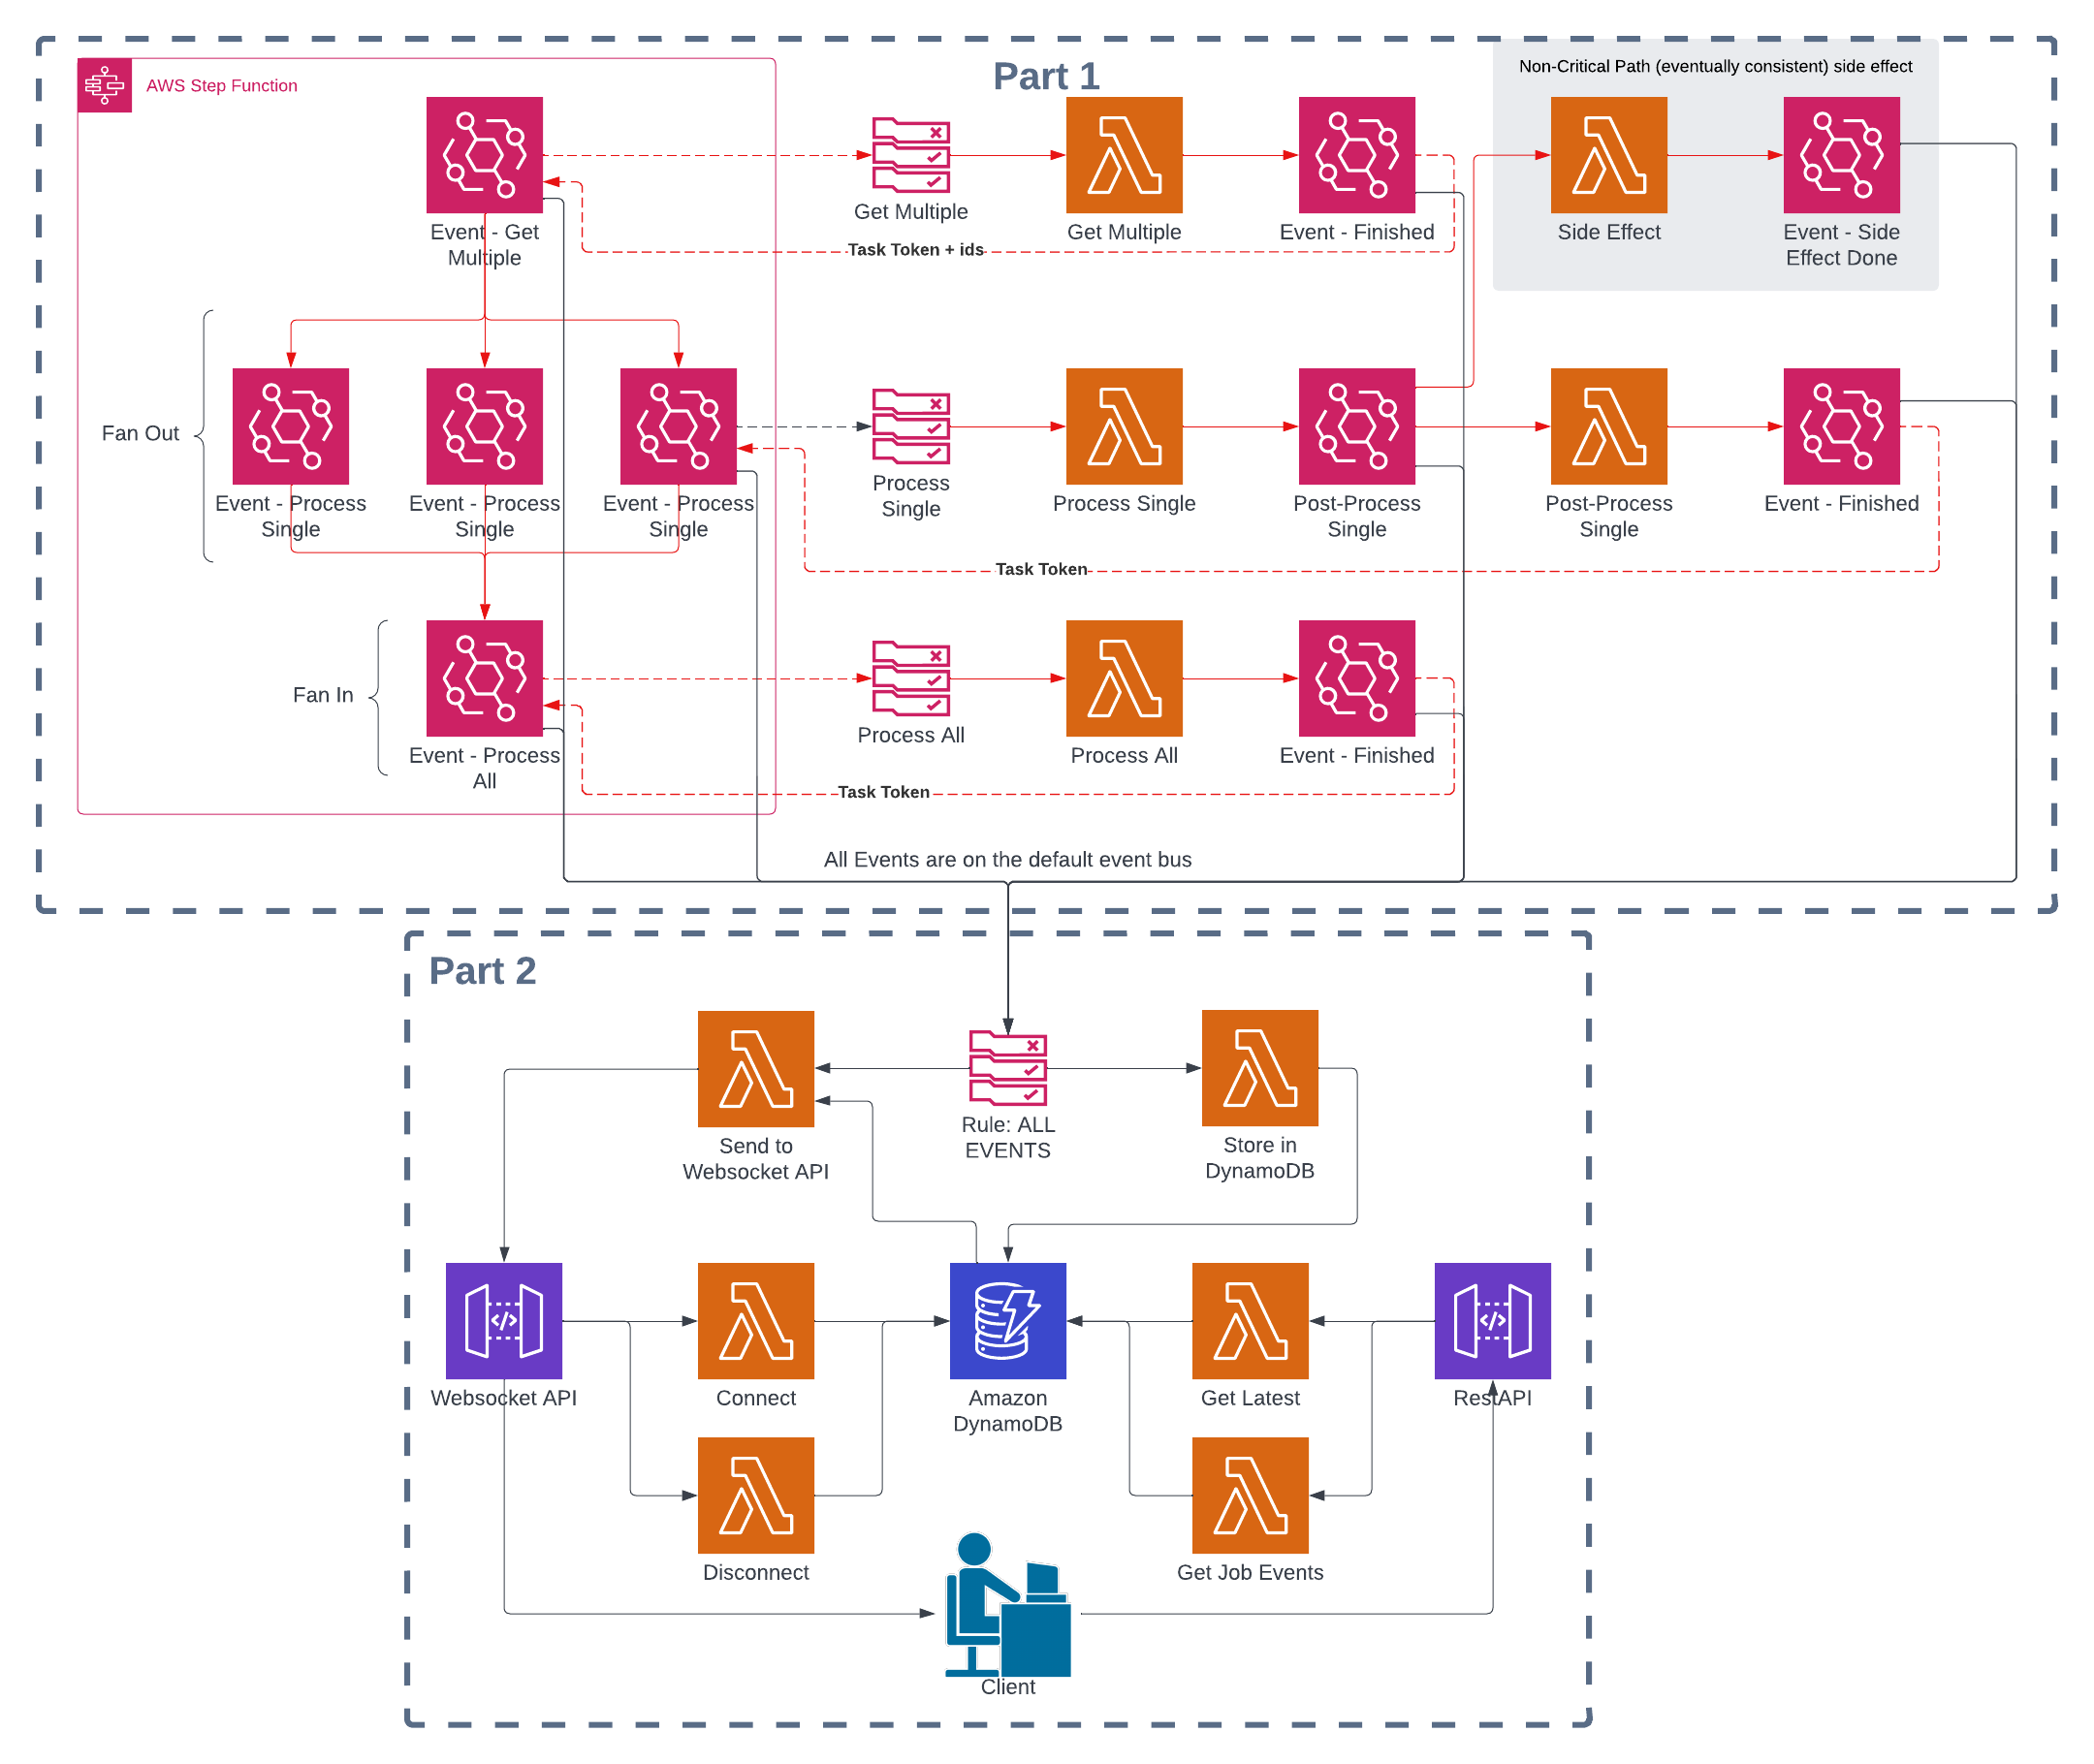 Part 1
AWS Step Function
Non-Critical Path (eventually consistent) side effect
Event - Get
Multiple
Get Multiple
Get Multiple
Event - Finished
Side Effect
Event - Side
Effect Done
Task Token + ids
Fan Out
Event - Process
Single
Event - Process
Single
Event - Process
Single
Process
Single
Process Single
Post-Process
Single
Post-Process
Single
Event - Finished
Task Token
Fan In
Event - Process
All
Process All
Process All
Event - Finished
Task Token
All Events are on the default event bus
Part 2
Send to
Websocket API
Rule: ALL
EVENTS
Store in
DynamoDB
Websocket API
Connect
Amazon
DynamoDB
Get Latest
RestAPI
Disconnect
Get Job Events
Client